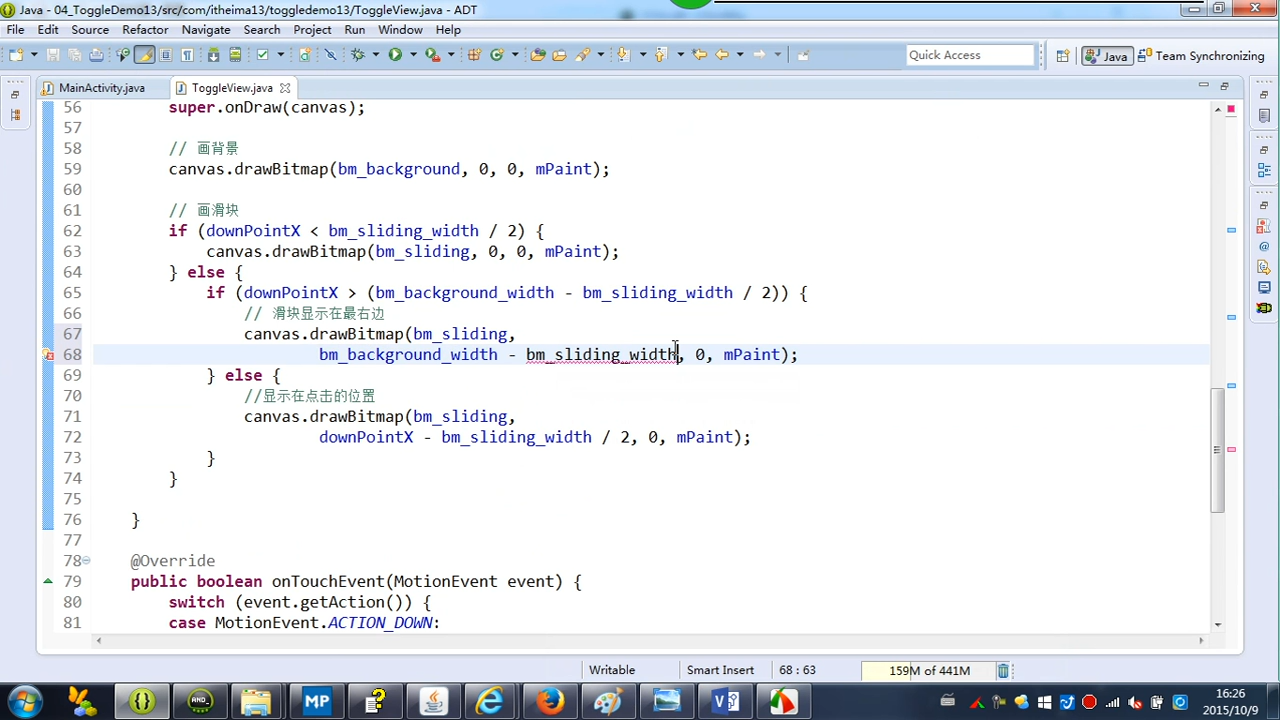 Java - 04_ToggleDemo13/src/com/itheima13/toggledemo13/ToggleView.java - ADT
File Edit Source Refactor Navigate Search Project Run Window Help
Quick Access
Java
Team Synchronizing
MainActivity.java
ToggleView.java
56 super.onDraw(canvas);
57
58 // 画背景
59 canvas.drawBitmap(bm_background, 0, 0, mPaint);
60
61 // 画滑块
62 if (downPointX < bm_sliding_width / 2) {
63 canvas.drawBitmap(bm_sliding, 0, 0, mPaint);
64 } else {
65 if (downPointX > (bm_background_width - bm_sliding_width / 2)) {
66 // 滑块显示在最右边
67 canvas.drawBitmap(bm_sliding,
68 bm_background_width - bm_sliding_width, 0, mPaint);
69 } else {
70 //显示在点击的位置
71 canvas.drawBitmap(bm_sliding,
72 downPointX - bm_sliding_width / 2, 0, mPaint);
73 }
74 }
75
76 }
77
78 @Override
79 public boolean onTouchEvent(MotionEvent event) {
80 switch (event.getAction()) {
81 case MotionEvent.ACTION_DOWN:
Writable
Smart Insert
68 : 63
159M of 441M
MP
16:26
2015/10/9